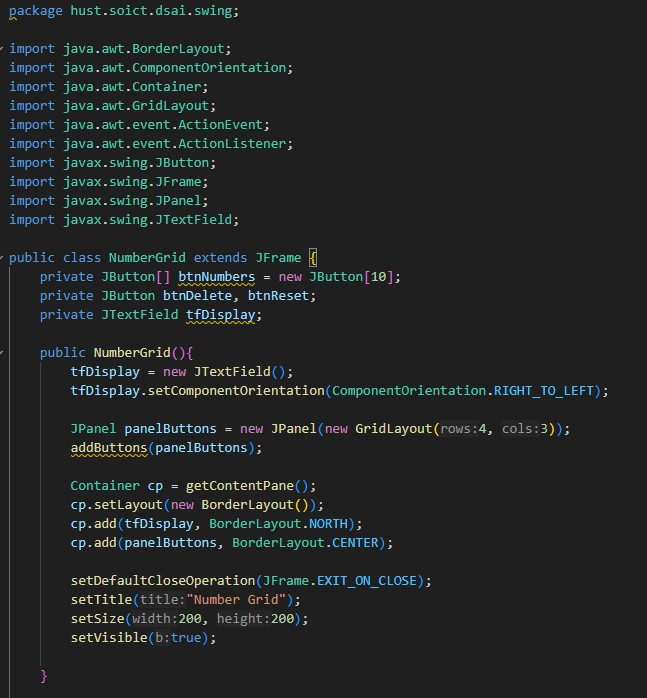 package hust.soict.dsai.swing;
import java.awt.BorderLayout;
import java.awt.ComponentOrientation;
import java.awt.Container;
import java.awt.GridLayout;
import java.awt.event.ActionEvent;
import java.awt.event.ActionListener;
import javax.swing.JButton;
import javax.swing.JFrame;
import javax.swing.JPanel;
import javax.swing.JTextField;
public class NumberGrid extends JFrame {
private JButton[] btnNumbers = new JButton[10];
private JButton btnDelete, btnReset;
private JTextField tfDisplay;
public NumberGrid(){
tfDisplay = new JTextField();
tfDisplay.setComponentOrientation(ComponentOrientation.RIGHT_TO_LEFT);
JPanel panelButtons = new JPanel(new GridLayout(rows:4, cols:3));
addButtons(panelButtons);
Container cp = getContentPane();
cp.setLayout(new BorderLayout());
cp.add(tfDisplay, BorderLayout.NORTH);
cp.add(panelButtons, BorderLayout.CENTER);
setDefaultCloseOperation(JFrame.EXIT_ON_CLOSE);
setTitle(title:"Number Grid");
setSize(width:200, height:200);
setVisible(b:true);
}